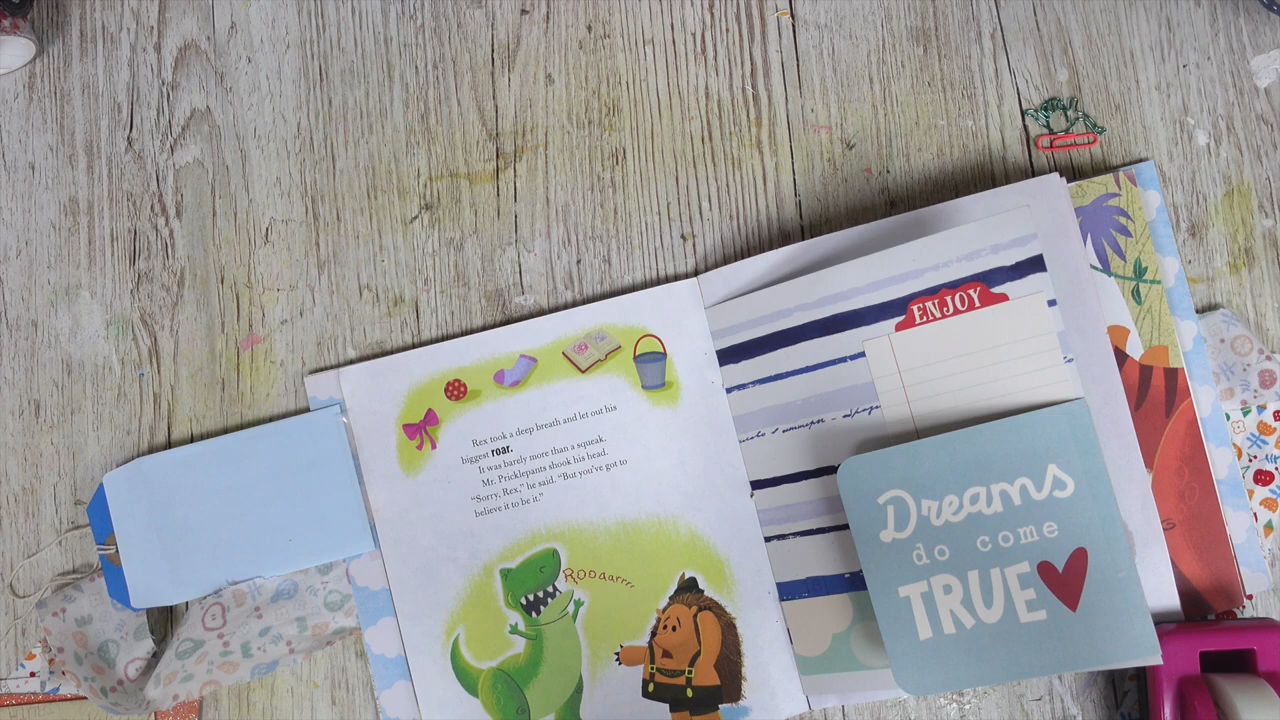 Rex took a deep breath and let out his
biggest roar.
It was barely more than a squeak.
Mr. Pricklepants shook his head.
“Sorry, Rex,” he said. “But you’ve got to
believe it to be it.”
Rooaarrr
ENJOY
Dreams
do come
TRUE